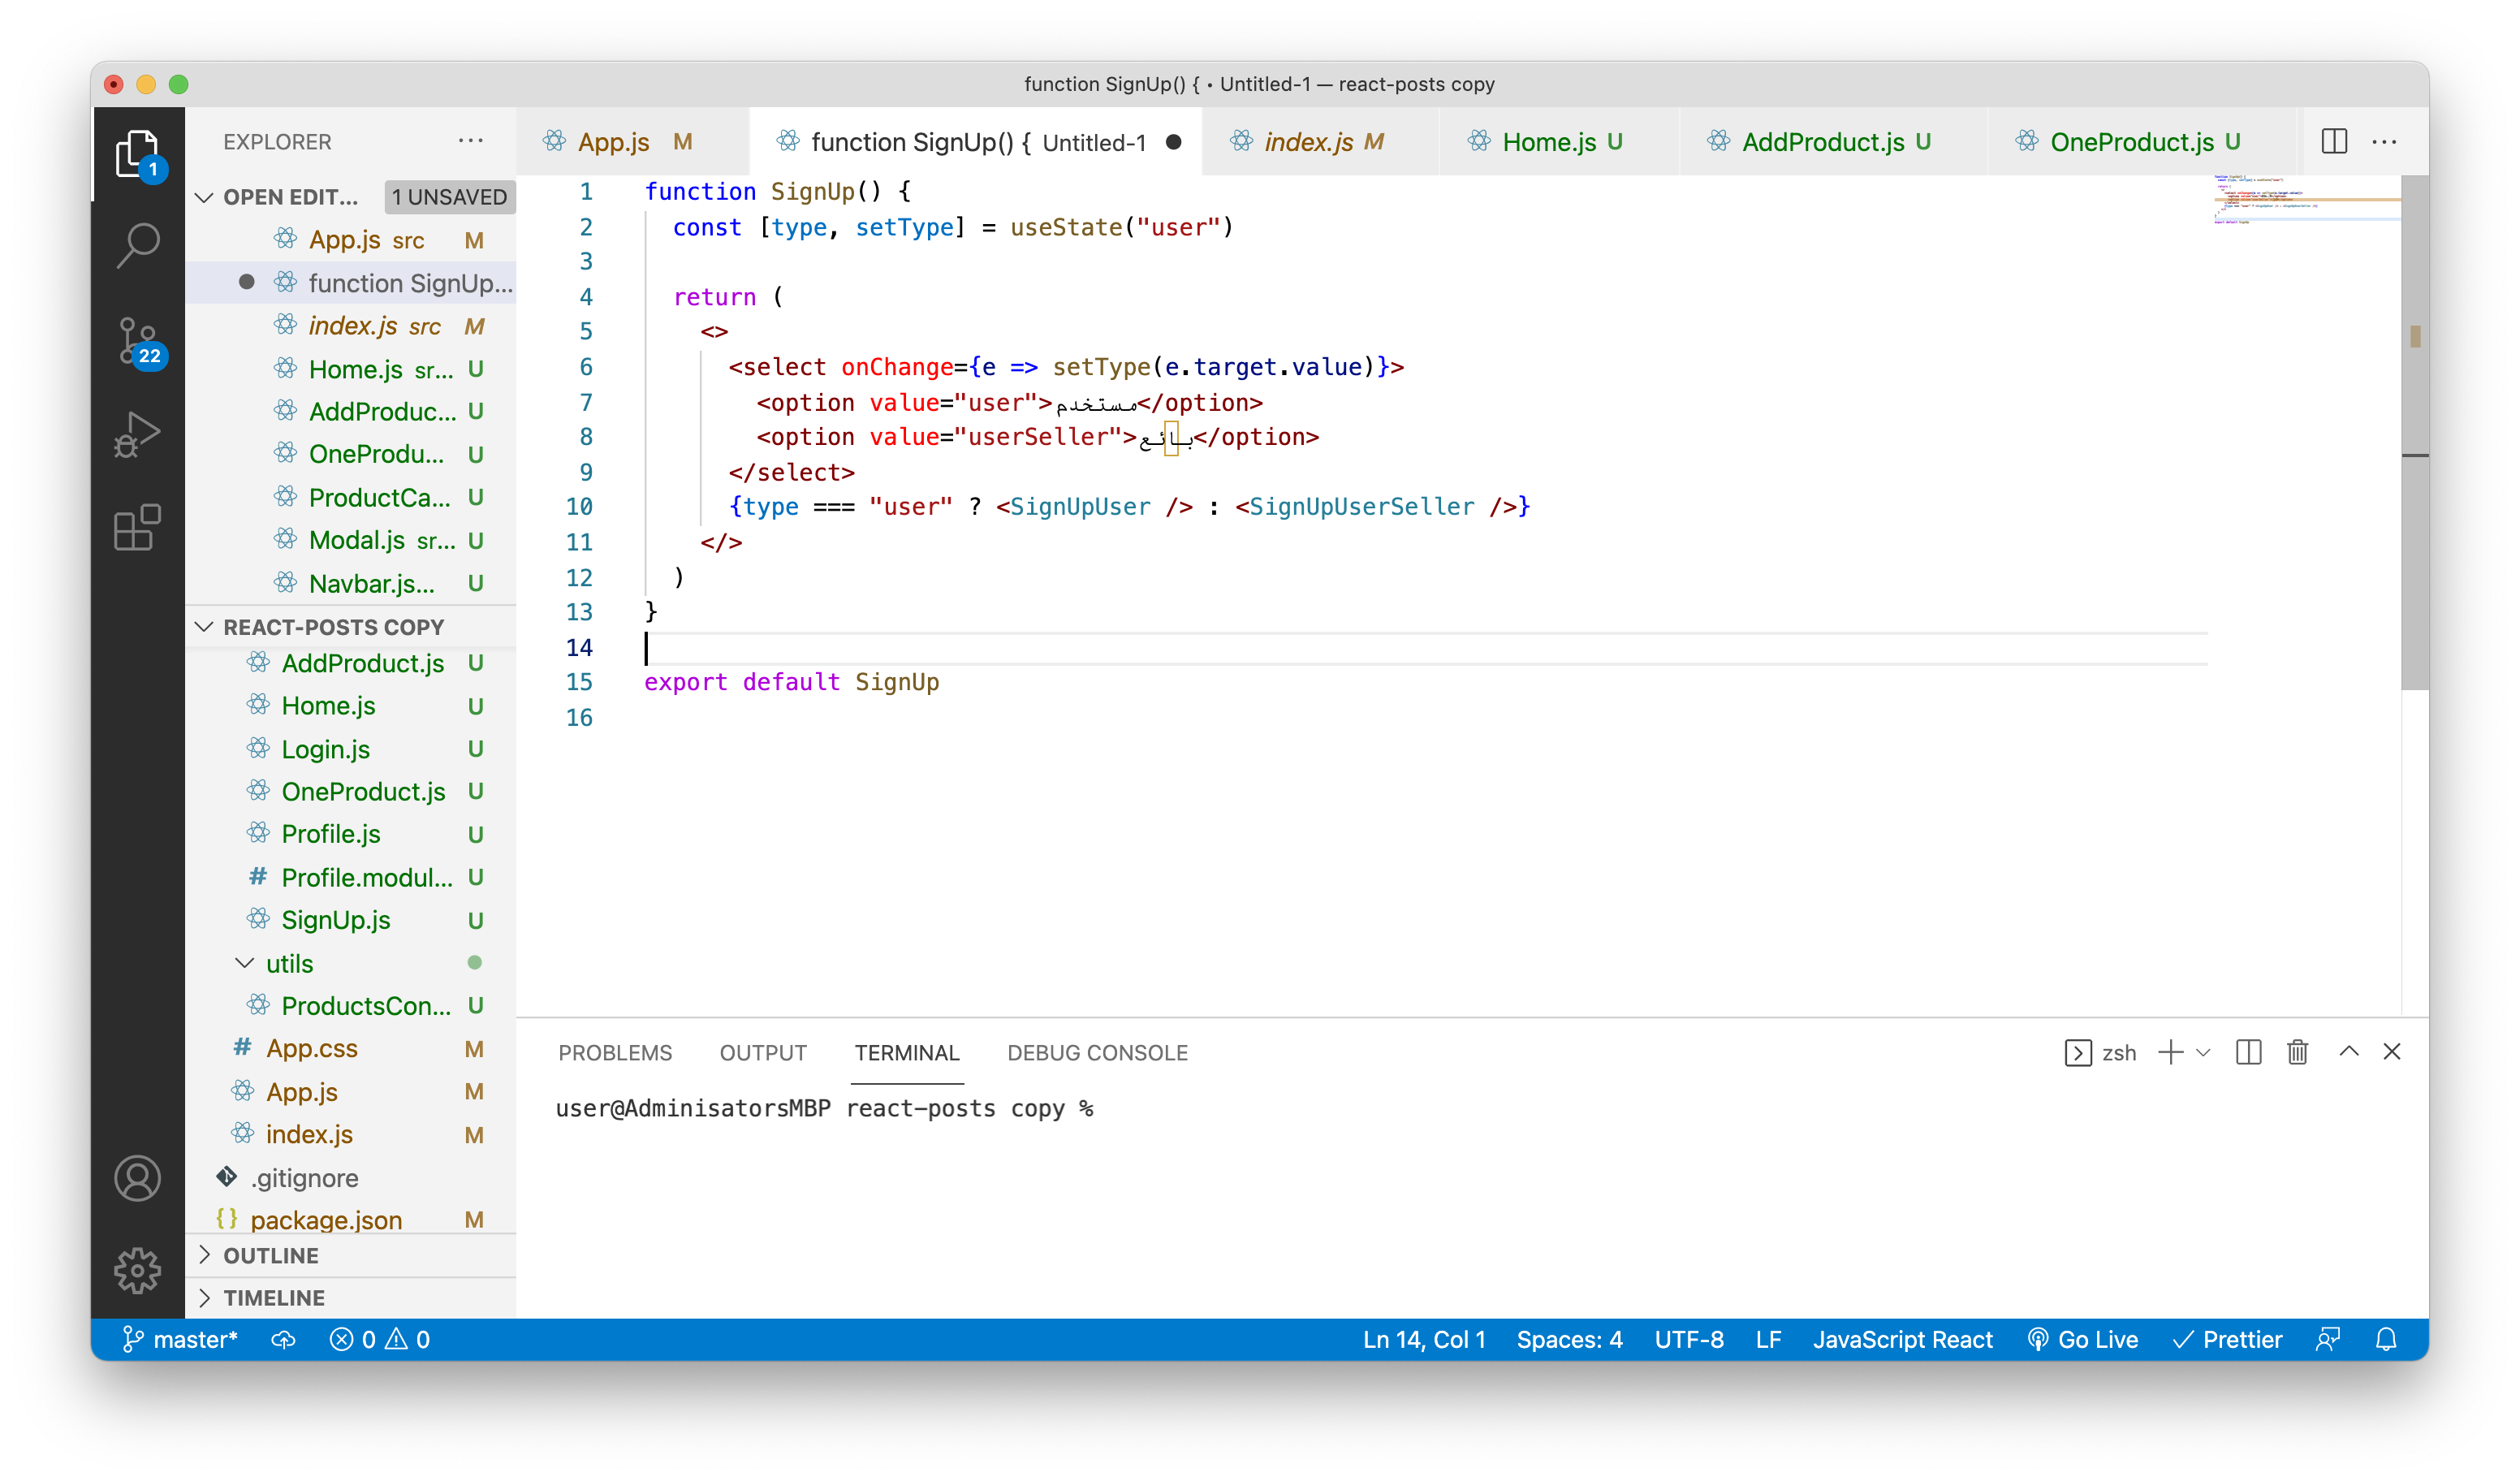 function SignUp() { • Untitled-1 — react-posts copy
EXPLORER
App.js M
function SignUp() { Untitled-1
index.js M
Home.js U
AddProduct.js U
OneProduct.js U
1
22
OPEN EDIT... 1 UNSAVED
App.js src M
function SignUp...
index.js src M
Home.js sr... U
AddProduc... U
OneProdu... U
ProductCa... U
Modal.js sr... U
Navbar.js... U
REACT-POSTS COPY
AddProduct.js U
Home.js U
Login.js U
OneProduct.js U
Profile.js U
# Profile.modul... U
SignUp.js U
utils
ProductsCon... U
# App.css M
App.js M
index.js M
.gitignore
{} package.json M
OUTLINE
TIMELINE
1 function SignUp() {
2 const [type, setType] = useState("user")
3
4 return (
5 <>
6 <select onChange={e => setType(e.target.value)}>
7 <option value="user">مستخدم</option>
8 <option value="userSeller">بائع</option>
9 </select>
10 {type === "user" ? <SignUpUser /> : <SignUpUserSeller />}
11 </>
12 )
13 }
14
15 export default SignUp
16
PROBLEMS OUTPUT TERMINAL DEBUG CONSOLE zsh
user@AdminisatorsMBP react-posts copy %
master* 0 0 Ln 14, Col 1 Spaces: 4 UTF-8 LF JavaScript React Go Live Prettier